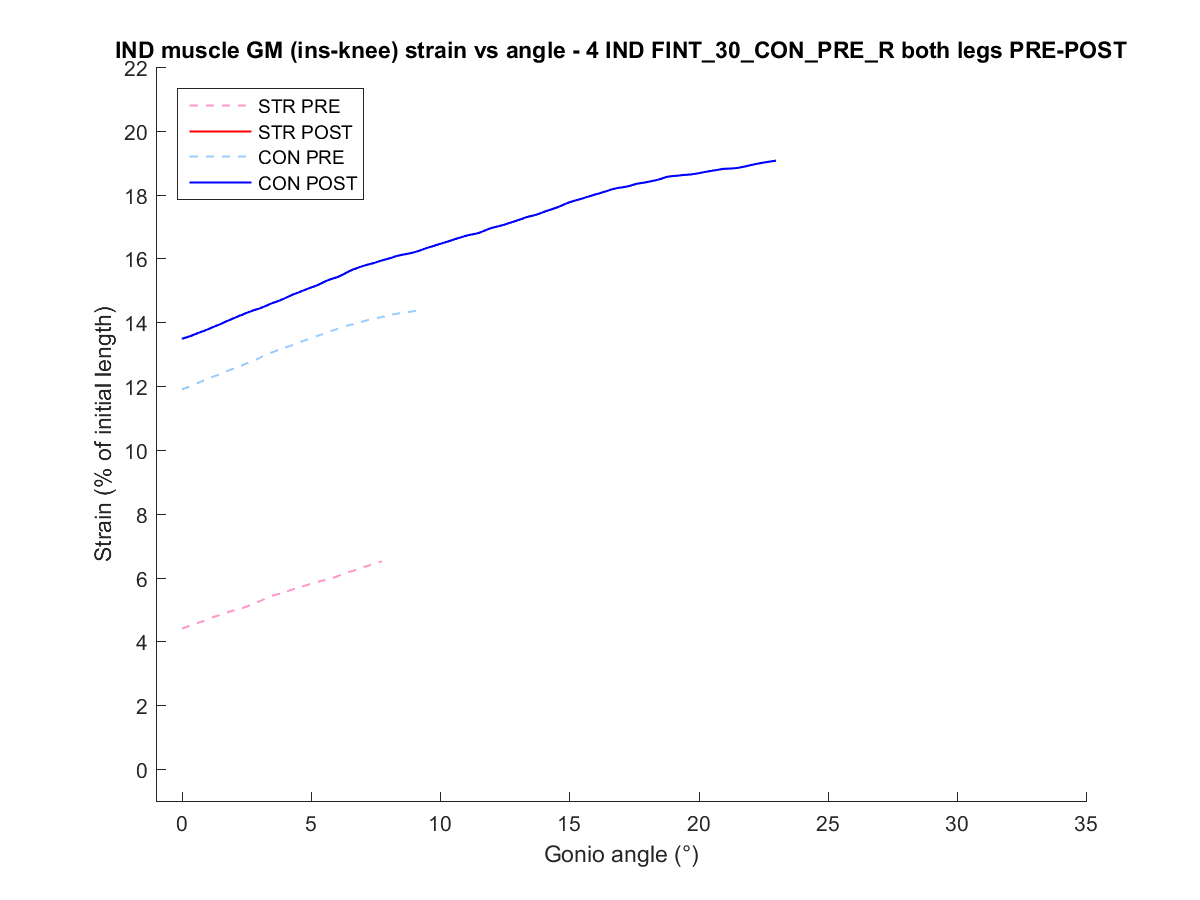 IND muscle GM (ins-knee) strain vs angle - 4 IND FINT_30_CON_PRE_R both legs PRE-POST
22
20
18
16
14
12
10
8
6
4
2
0
STR PRE
STR POST
CON PRE
CON POST
Strain (% of initial length)
0 5 10 15 20 25 30 35
Gonio angle (°)